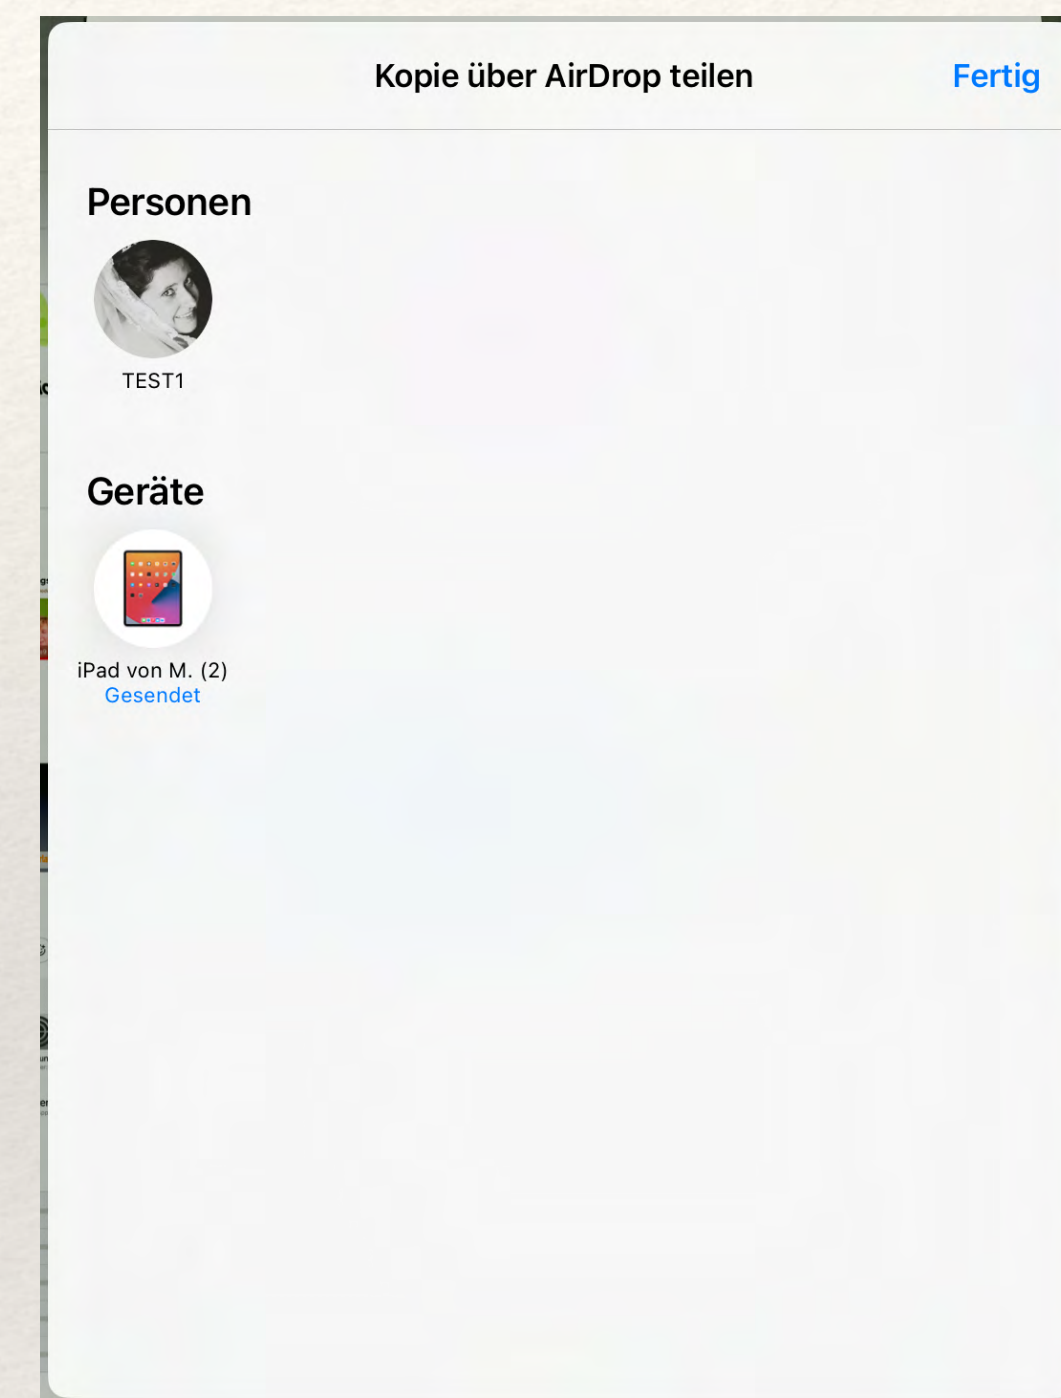 Kopie über AirDrop teilen
Fertig
Personen
TEST1
Geräte
iPad von M. (2)
Gesendet